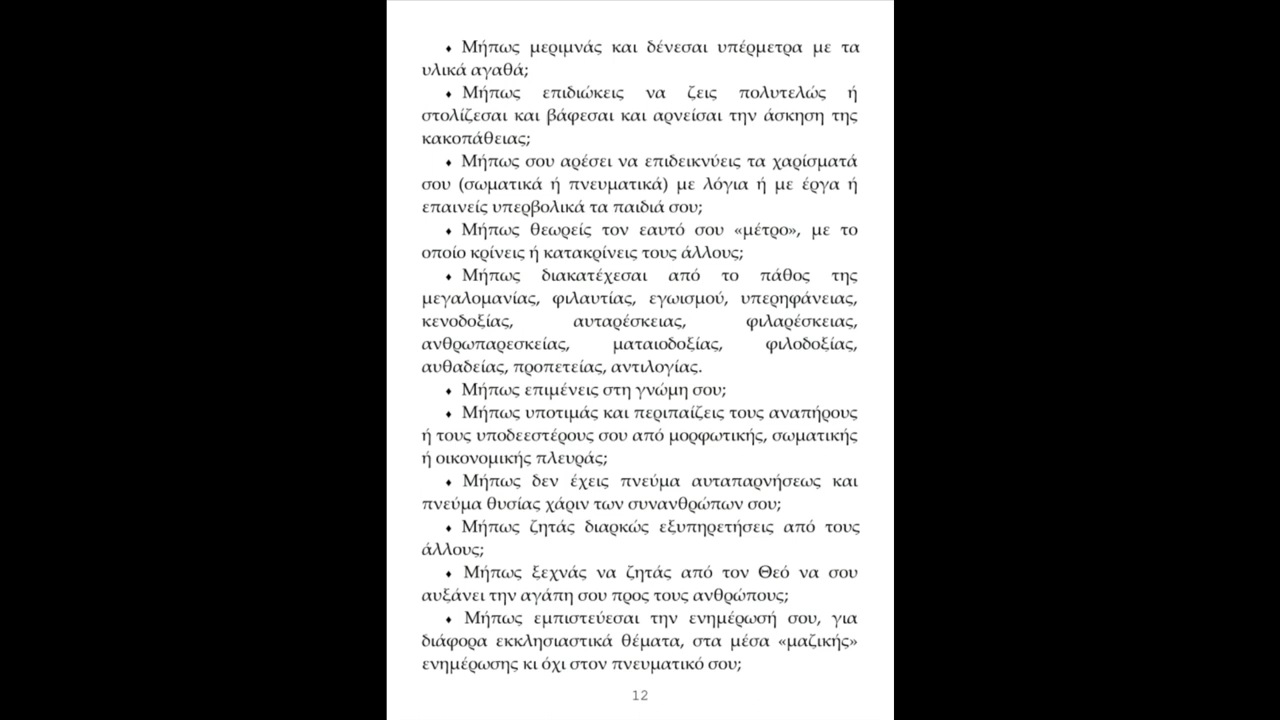 ⬧ Μήπως μεριμνάς και δένεσαι υπέρμετρα με τα
υλικά αγαθά;
⬧ Μήπως επιδιώκεις να ζεις πολυτελώς ή
στολίζεσαι και βάφεσαι και αρνείσαι την άσκηση της
κακοπάθειας;
⬧ Μήπως σου αρέσει να επιδεικνύεις τα χαρίσματά
σου (σωματικά ή πνευματικά) με λόγια ή με έργα ή
επαινείς υπερβολικά τα παιδιά σου;
⬧ Μήπως θεωρείς τον εαυτό σου «μέτρο», με το
οποίο κρίνεις ή κατακρίνεις τους άλλους;
⬧ Μήπως διακατέχεσαι από το πάθος της
μεγαλομανίας, φιλαυτίας, εγωισμού, υπερηφάνειας,
κενοδοξίας, αυταρέσκειας, φιλαρέσκειας,
ανθρωπαρεσκείας, ματαιοδοξίας, φιλοδοξίας,
αυθαδείας, προπετείας, αντιλογίας.
⬧ Μήπως επιμένεις στη γνώμη σου;
⬧ Μήπως υποτιμάς και περιπαίζεις τους αναπήρους
ή τους υποδεεστέρους σου από μορφωτικής, σωματικής
ή οικονομικής πλευράς;
⬧ Μήπως δεν έχεις πνεύμα αυταπαρνήσεως και
πνεύμα θυσίας χάριν των συνανθρώπων σου;
⬧ Μήπως ζητάς διαρκώς εξυπηρετήσεις από τους
άλλους;
⬧ Μήπως ξεχνάς να ζητάς από τον Θεό να σου
αυξάνει την αγάπη σου προς τους ανθρώπους;
⬧ Μήπως εμπιστεύεσαι την ενημέρωσή σου, για
διάφορα εκκλησιαστικά θέματα, στα μέσα «μαζικής»
ενημέρωσης κι όχι στον πνευματικό σου;
12